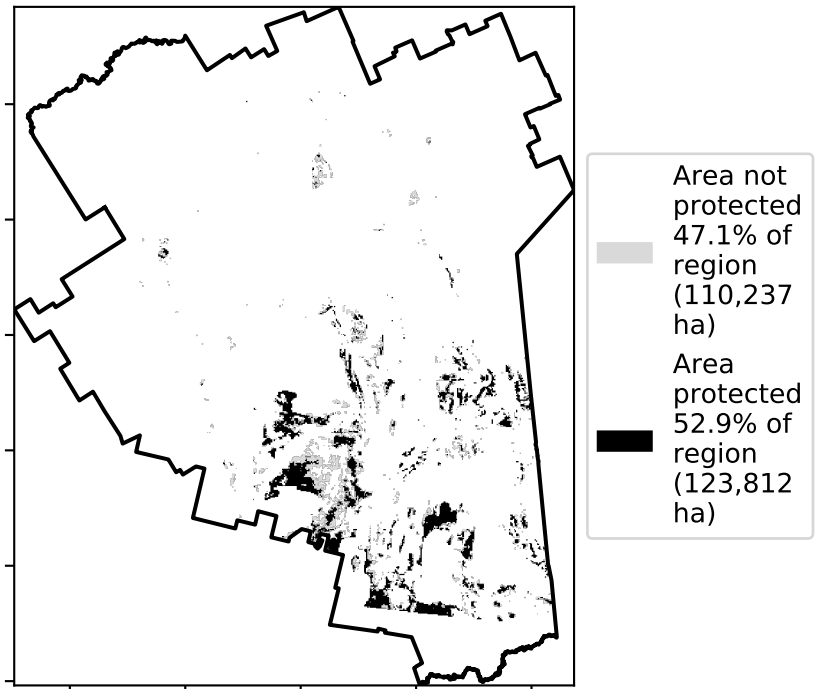 Area not
protected
47.1% of
region
(110,237
ha)
Area
protected
52.9% of
region
(123,812
ha)